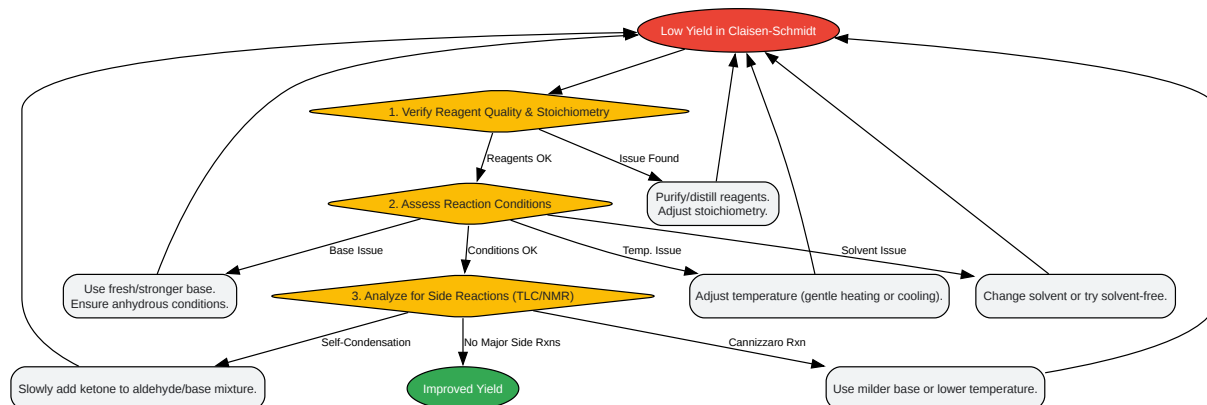 Low Yield in Claisen-Schmidt
1. Verify Reagent Quality & Stoichiometry
Reagents OK
Issue Found
Purify/distill reagents.
Adjust stoichiometry.
2. Assess Reaction Conditions
Base Issue
Conditions OK
Temp. Issue
Solvent Issue
Use fresh/stronger base.
Ensure anhydrous conditions.
3. Analyze for Side Reactions (TLC/NMR)
Adjust temperature (gentle heating or cooling).
Change solvent or try solvent-free.
Self-Condensation
No Major Side Rxns
Cannizzaro Rxn
Slowly add ketone to aldehyde/base mixture.
Improved Yield
Use milder base or lower temperature.